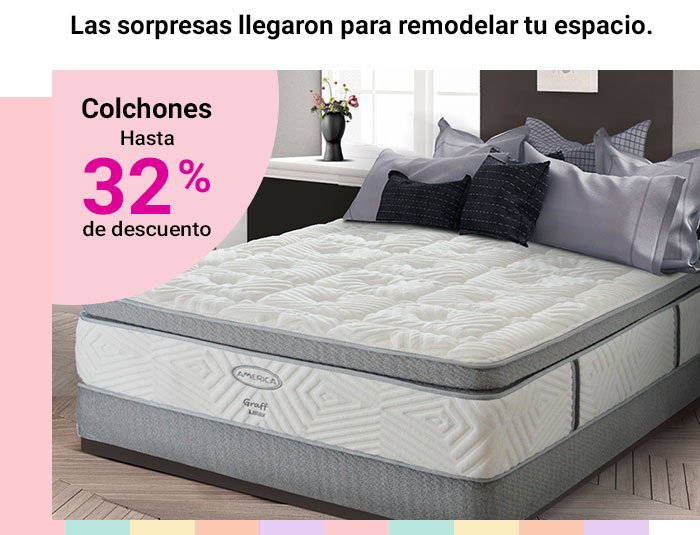 Las sorpresas llegaron para remodelar tu espacio.
Colchones
Hasta
32%
de descuento
AMERICA
Graff